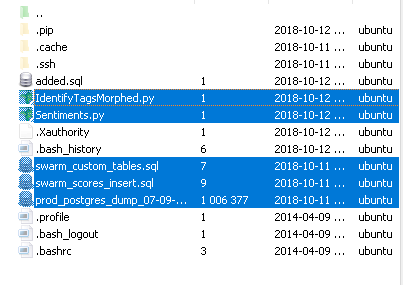 ..
.pip 2018-10-12 ... ubuntu
.cache 2018-10-11 ... ubuntu
.ssh 2018-10-11 ... ubuntu
added.sql 1 2018-10-12 ... ubuntu
IdentifyTagsMorphed.py 1 2018-10-12 ... ubuntu
Sentiments.py 1 2018-10-12 ... ubuntu
.Xauthority 1 2018-10-12 ... ubuntu
.bash_history 6 2018-10-12 ... ubuntu
swarm_custom_tables.sql 7 2018-10-11 ... ubuntu
swarm_scores_insert.sql 9 2018-10-11 ... ubuntu
prod_postgres_dump_07-09-... 1 006 377 2018-10-11 ... ubuntu
.profile 1 2014-04-09 ... ubuntu
.bash_logout 1 2014-04-09 ... ubuntu
.bashrc 3 2014-04-09 ... ubuntu